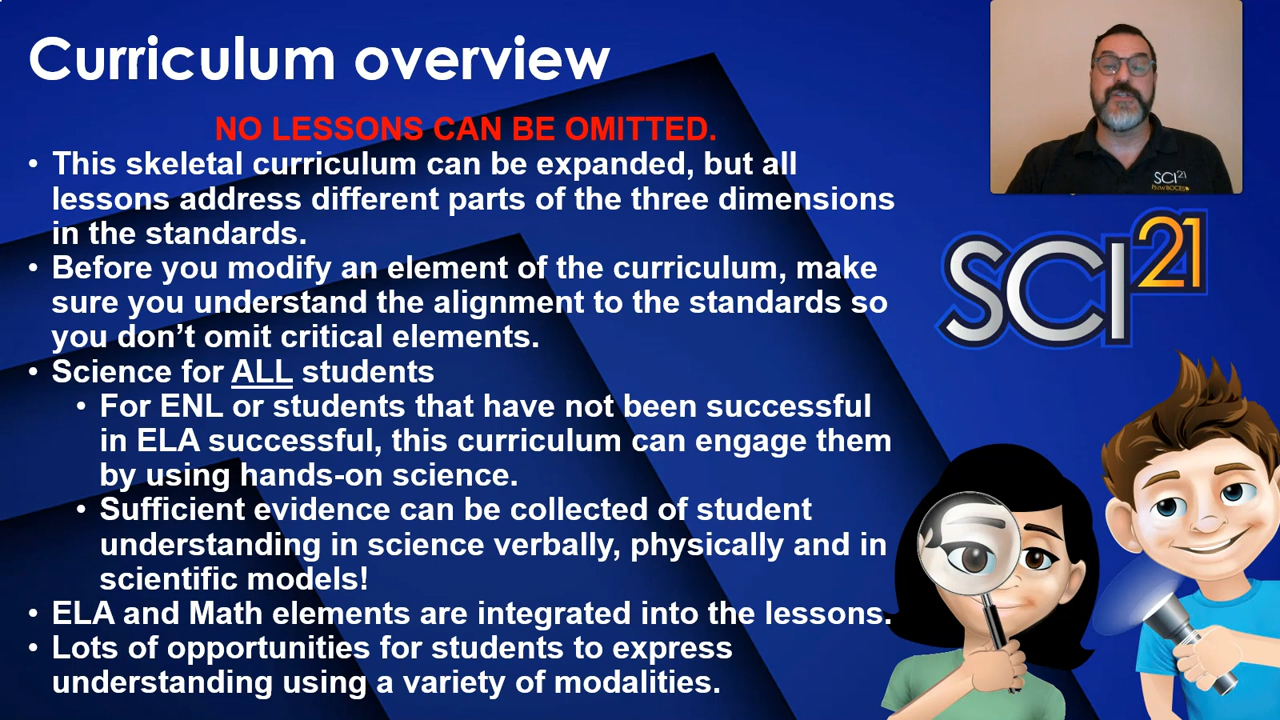 Curriculum overview
NO LESSONS CAN BE OMITTED.
• This skeletal curriculum can be expanded, but all
lessons address different parts of the three dimensions
in the standards.
• Before you modify an element of the curriculum, make
sure you understand the alignment to the standards so
you don’t omit critical elements.
• Science for ALL students
• For ENL or students that have not been successful
in ELA successful, this curriculum can engage them
by using hands-on science.
• Sufficient evidence can be collected of student
understanding in science verbally, physically and in
scientific models!
• ELA and Math elements are integrated into the lessons.
• Lots of opportunities for students to express
understanding using a variety of modalities.
SCI21
SCI21